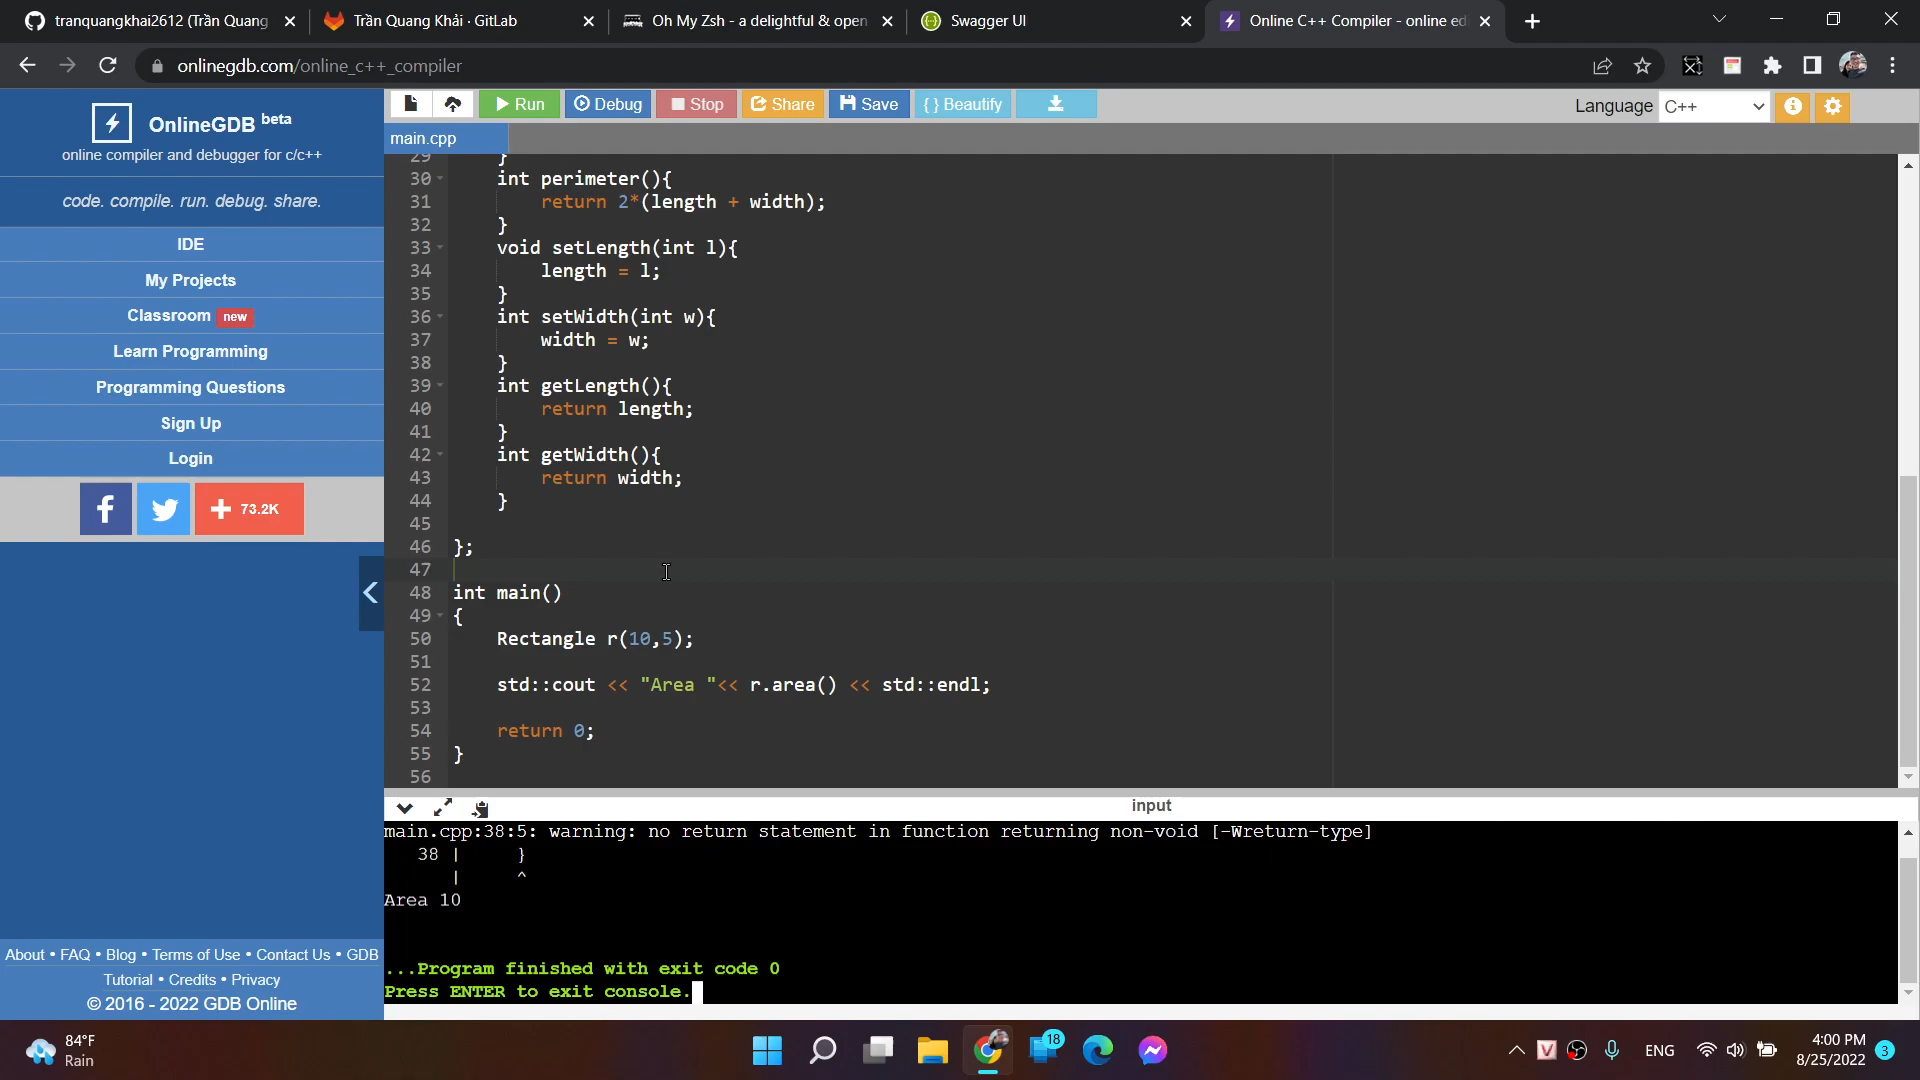 tranquangkhai2612 (Trần Quang
Trần Quang Khải · GitLab
Oh My Zsh - a delightful & open
Swagger UI
Online C++ Compiler - online ed
onlinegdb.com/online_c++_compiler
OnlineGDB beta
online compiler and debugger for c/c++
code. compile. run. debug. share.
IDE
My Projects
Classroom new
Learn Programming
Programming Questions
Sign Up
Login
f
+ 73.2K
About • FAQ • Blog • Terms of Use • Contact Us • GDB
Tutorial • Credits • Privacy
© 2016 - 2022 GDB Online
Run Debug Stop Share Save { } Beautify
Language C++
main.cpp
29 }
30 int perimeter(){
31 return 2*(length + width);
32 }
33 void setLength(int l){
34 length = l;
35 }
36 int setWidth(int w){
37 width = w;
38 }
39 int getLength(){
40 return length;
41 }
42 int getWidth(){
43 return width;
44 }
45
46 };
47
48 int main()
49 {
50 Rectangle r(10,5);
51
52 std::cout << "Area "<< r.area() << std::endl;
53
54 return 0;
55 }
56
input
main.cpp:38:5: warning: no return statement in function returning non-void [-Wreturn-type]
38 | }
| ^
Area 10
...Program finished with exit code 0
Press ENTER to exit console.
84°F
Rain
18
V
ENG
4:00 PM
8/25/2022
3